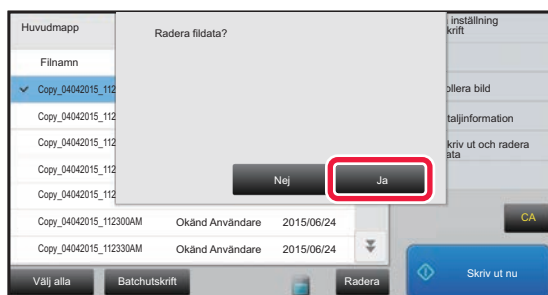 Huvudmapp
Radera fildata?
inställning
krift
Filnamn
Copy_04042015_112
ollera bild
Copy_04042015_112
taljinformation
Copy_04042015_112
kriv ut och radera
ata
Copy_04042015_112
Copy_04042015_112
Nej
Ja
Copy_04042015_112300AM Okänd Användare 2015/06/24
CA
Copy_04042015_112330AM Okänd Användare 2015/06/24
Välj alla
Batchutskrift
Radera
Skriv ut nu